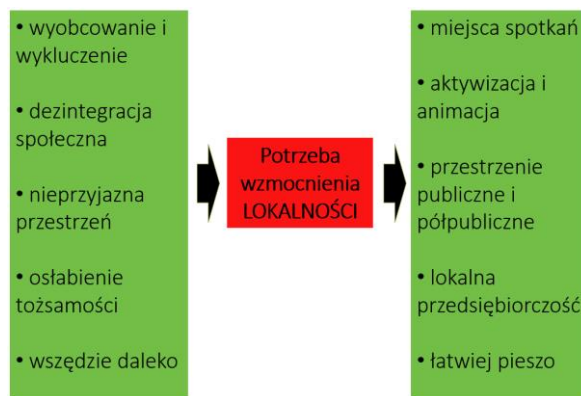 • wyobcowanie i
wykluczenie
• dezintegracja
społeczna
• nieprzyjazna
przestrzeń
• osłabienie
tożsamości
• wszędzie daleko
Potrzeba
wzmocnienia
LOKALNOŚCI
• miejsca spotkań
• aktywizacja i
animacja
• przestrzenie
publiczne i
półpubliczne
• lokalna
przedsiębiorczość
• łatwiej pieszo